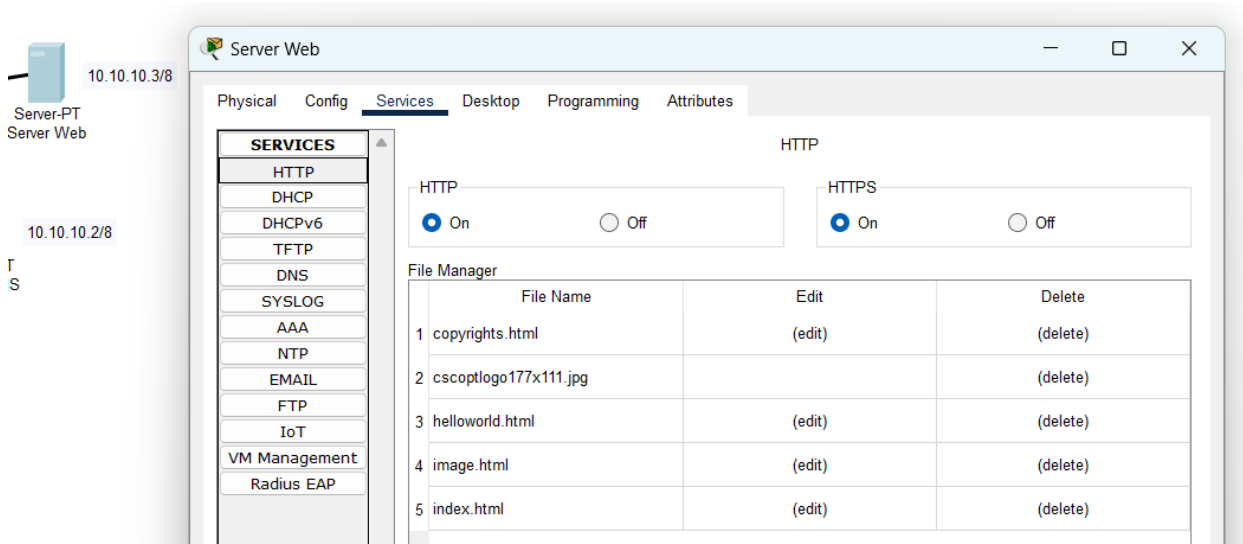 Server Web
10.10.10.3/8
Physical Config Services Desktop Programming Attributes
Server-PT
Server Web
SERVICES
HTTP
DHCP
DHCPv6
TFTP
DNS
SYSLOG
AAA
NTP
EMAIL
FTP
IoT
VM Management
Radius EAP
HTTP
HTTP
On Off
HTTPS
On Off
File Manager
File Name Edit Delete
1 copyrights.html (edit) (delete)
2 cscoptlogo177x111.jpg (delete)
3 helloworld.html (edit) (delete)
4 image.html (edit) (delete)
5 index.html (edit) (delete)
10.10.10.2/8
T
S